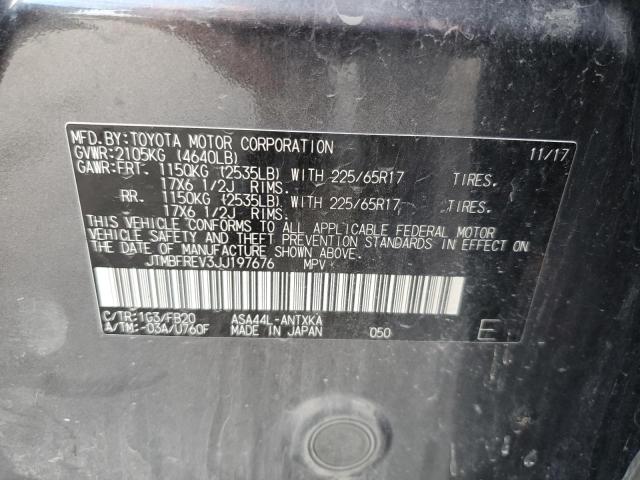 MFD.BY:TOYOTA MOTOR CORPORATION 11/17
GVWR:2105KG (4640LB)
GAWR:FRT. 1150KG (2535LB) WITH 225/65R17 TIRES.
17X6 1/2J RIMS.
RR. 1150KG (2535LB) WITH 225/65R17 TIRES.
17X6 1/2J RIMS.
THIS VEHICLE CONFORMS TO ALL APPLICABLE FEDERAL MOTOR
VEHICLE SAFETY AND THEFT PREVENTION STANDARDS IN EFFECT ON
THE DATE OF MANUFACTURE SHOWN ABOVE.
JTMBFREV3JJ197676 MPV
C/TR:1G3/FB20 ASA44L-ANTXKA
A/TM:-03A/U760F MADE IN JAPAN 050 E